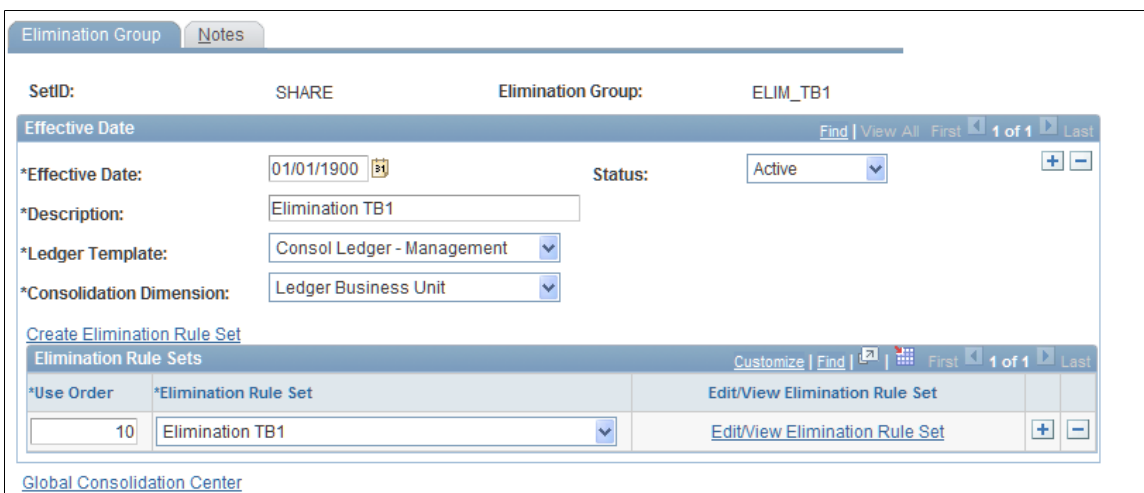 Elimination Group Notes
SetID: SHARE Elimination Group: ELIM_TB1
Effective Date Find | View All First 1 of 1 Last
*Effective Date: 01/01/1900 31 Status: Active
*Description: Elimination TB1
*Ledger Template: Consol Ledger - Management
*Consolidation Dimension: Ledger Business Unit
Create Elimination Rule Set
Elimination Rule Sets Customize | Find | | First 1 of 1 Last
*Use Order *Elimination Rule Set Edit/View Elimination Rule Set
10 Elimination TB1 Edit/View Elimination Rule Set
Global Consolidation Center